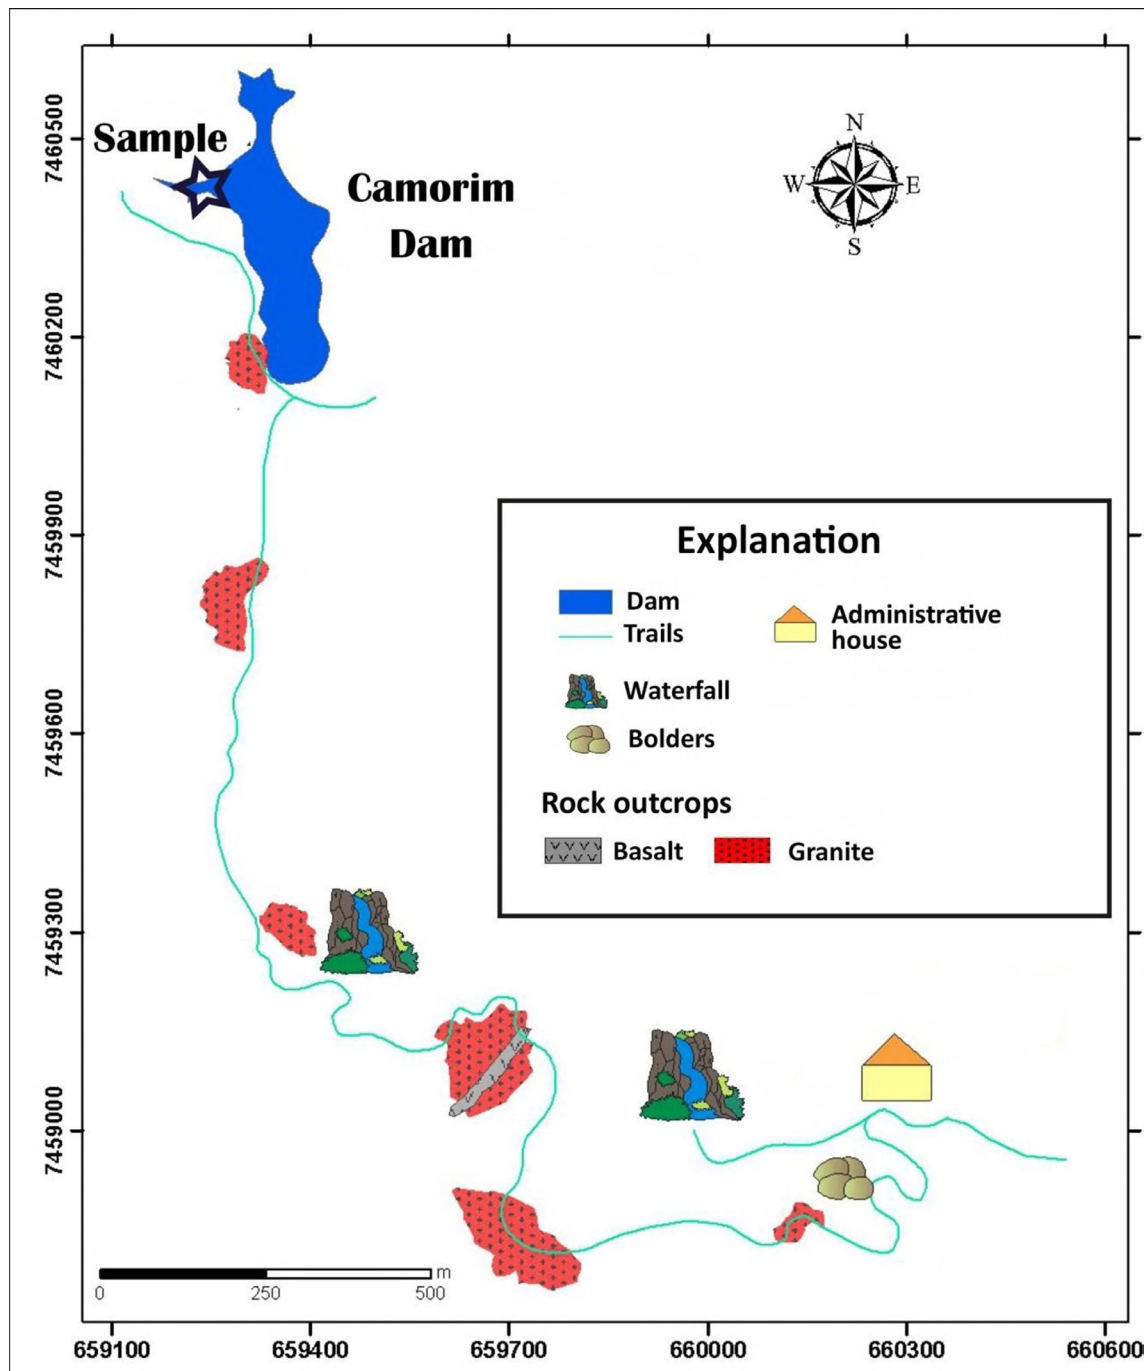 Sample
Camorim
Dam
N
W
E
S
7460500
7460200
7459900
7459600
7459300
7459000
Explanation
Dam
Trails
Administrative
house
Waterfall
Bolders
Rock outcrops
Basalt
Granite
m
0
250
500
659100
659400
659700
660000
660300
660600